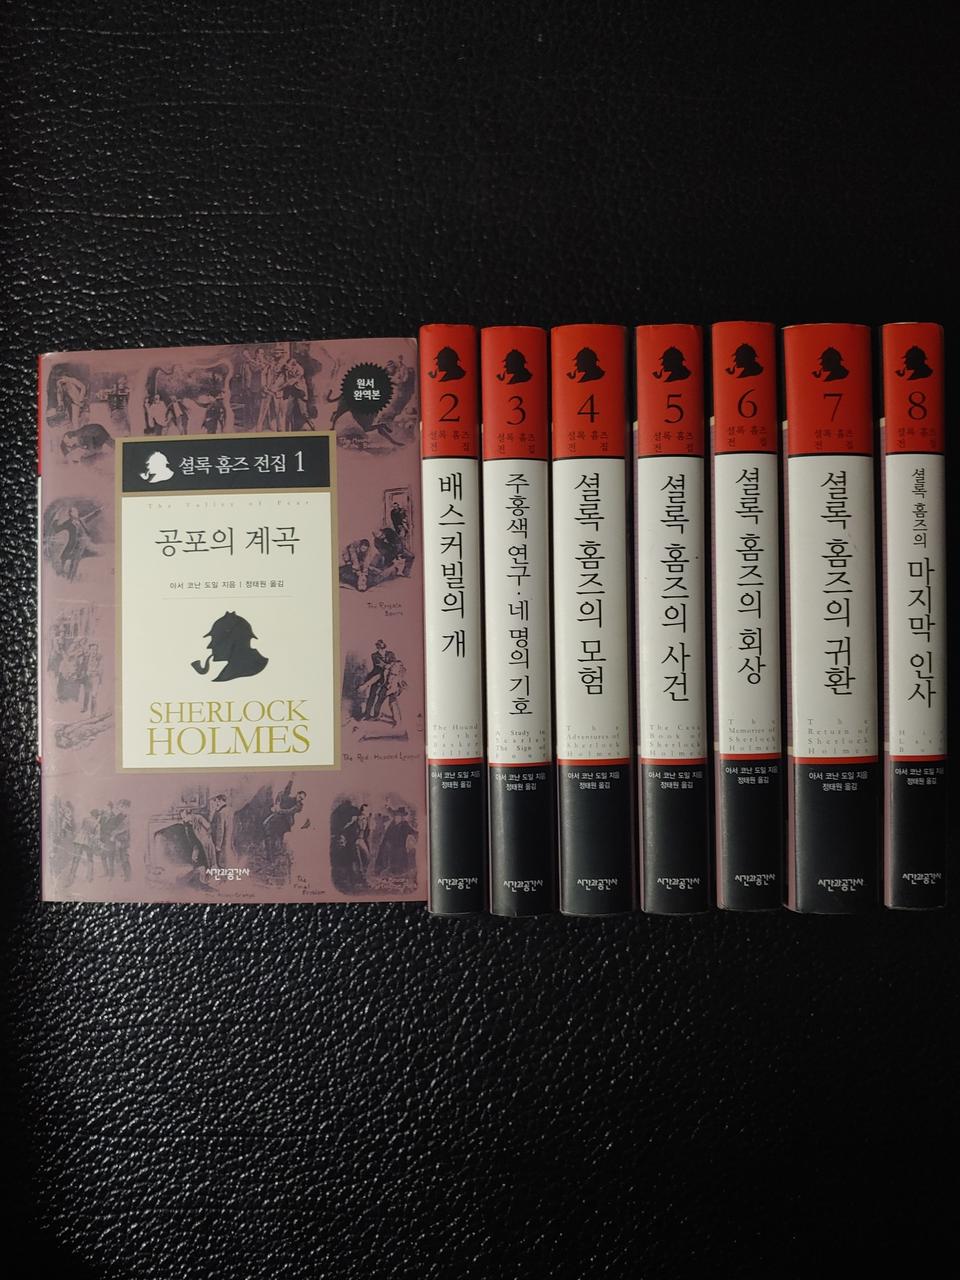 원서
완역본
셜록 홈즈 전집 1
The Valley of Fear
공포의 계곡
아서 코난 도일 지음 | 정태원 옮김
SHERLOCK
HOLMES
The Red-Headed League
The
Final
Problem
시간과공간사
2
셜록 홈즈
전 집
배스커빌의 개
The Hound
of the
Basker
villes
아서 코난 도일 지음
정태원 옮김
시간과공간사
3
셜록 홈즈
전 집
주홍색 연구·네 명의 기호
A Study in
Scarlet
The Sign of
Four
아서 코난 도일 지음
정태원 옮김
시간과공간사
4
셜록 홈즈
전 집
셜록 홈즈의 모험
The
Adventures of
Sherlock
Holmes
아서 코난 도일 지음
정태원 옮김
시간과공간사
5
셜록 홈즈
전 집
셜록 홈즈의 사건
The Case
Book of
Sherlock
Holmes
아서 코난 도일 지음
정태원 옮김
시간과공간사
6
셜록 홈즈
전 집
셜록 홈즈의 회상
The
Memories of
Sherlock
Holmes
아서 코난 도일 지음
정태원 옮김
시간과공간사
7
셜록 홈즈
전 집
셜록 홈즈의 귀환
The
Return of
Sherlock
Holmes
아서 코난 도일 지음
정태원 옮김
시간과공간사
8
셜록 홈즈
전 집
셜록 홈즈의 마지막 인사
아서 코난 도일 지음
정태원 옮김
시간과공간사